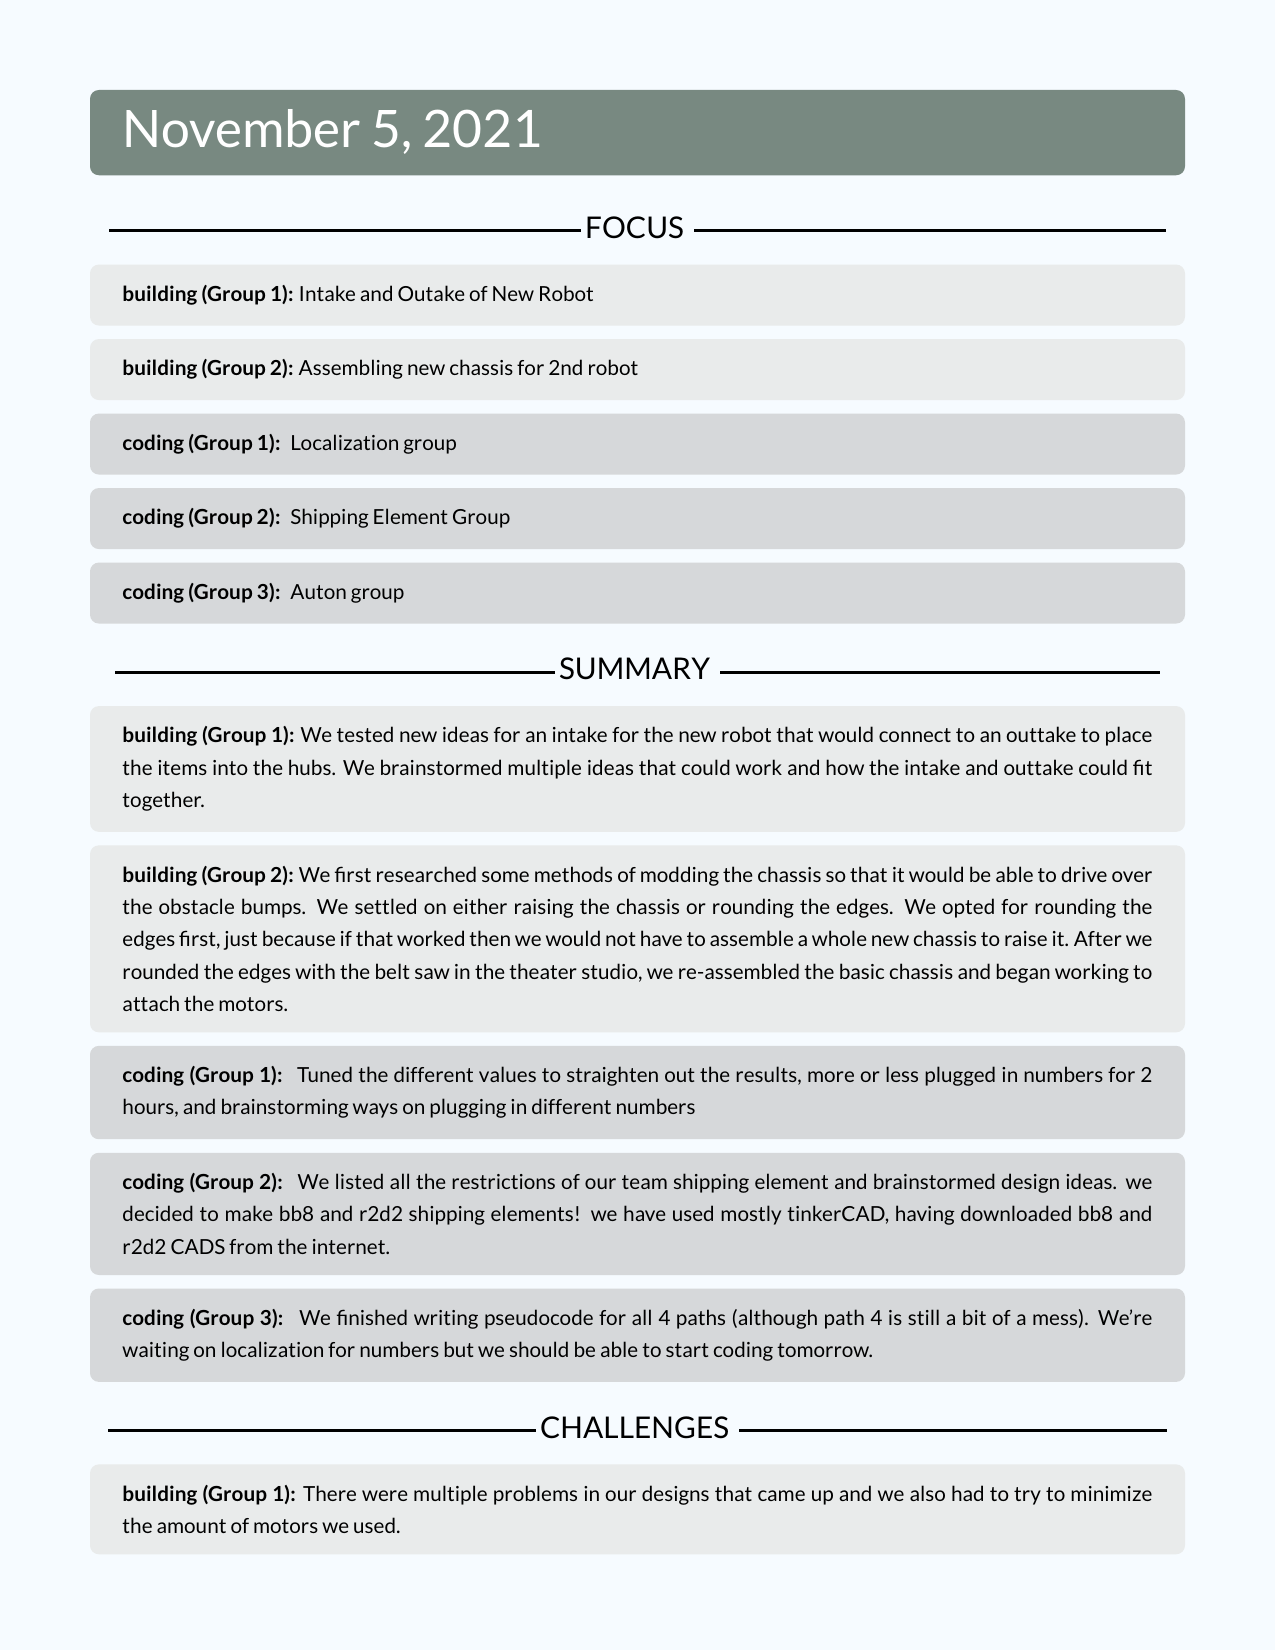 November 5, 2021
FOCUS
building (Group 1): Intake and Outake of New Robot
building (Group 2): Assembling new chassis for 2nd robot
coding (Group 1): Localization group
coding (Group 2): Shipping Element Group
coding (Group 3): Auton group
SUMMARY
building (Group 1): We tested new ideas for an intake for the new robot that would connect to an outtake to place
the items into the hubs. We brainstormed multiple ideas that could work and how the intake and outtake could fit
together.
building (Group 2): We first researched some methods of modding the chassis so that it would be able to drive over
the obstacle bumps. We settled on either raising the chassis or rounding the edges. We opted for rounding the
edges first, just because if that worked then we would not have to assemble a whole new chassis to raise it. After we
rounded the edges with the belt saw in the theater studio, we re-assembled the basic chassis and began working to
attach the motors.
coding (Group 1): Tuned the different values to straighten out the results, more or less plugged in numbers for 2
hours, and brainstorming ways on plugging in different numbers
coding (Group 2): We listed all the restrictions of our team shipping element and brainstormed design ideas. we
decided to make bb8 and r2d2 shipping elements! we have used mostly tinkerCAD, having downloaded bb8 and
r2d2 CADS from the internet.
coding (Group 3): We finished writing pseudocode for all 4 paths (although path 4 is still a bit of a mess). We're
waiting on localization for numbers but we should be able to start coding tomorrow.
CHALLENGES
building (Group 1): There were multiple problems in our designs that came up and we also had to try to minimize
the amount of motors we used.